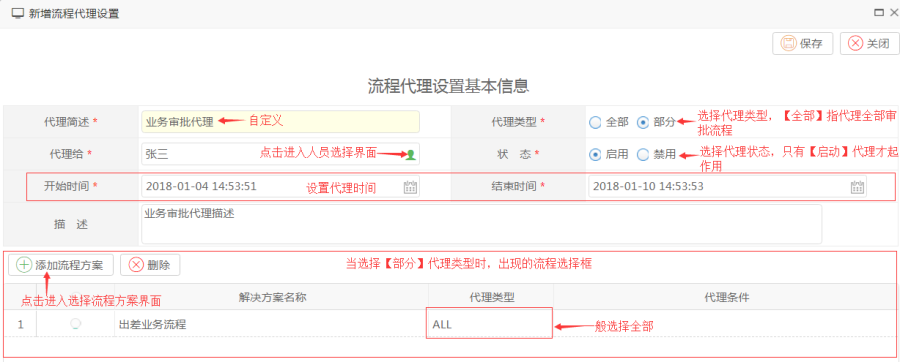 新增流程代理设置
保存 关闭
流程代理设置基本信息
代理简述 * 业务审批代理 自定义 代理类型 * 全部 部分 选择代理类型，【全部】指代理全部审
批流程
代理给 * 张三 点击进入人员选择界面 状 态 * 启用 禁用 选择代理状态，只有【启动】代理才起
作用
开始时间 * 2018-01-04 14:53:51 设置代理时间 结束时间 * 2018-01-10 14:53:53
描 述 业务审批代理描述
添加流程方案 删除 当选择【部分】代理类型时，出现的流程选择框
点击进入选择流程方案界面 解决方案名称 代理类型 代理条件
1 出差业务流程 ALL 一般选择全部